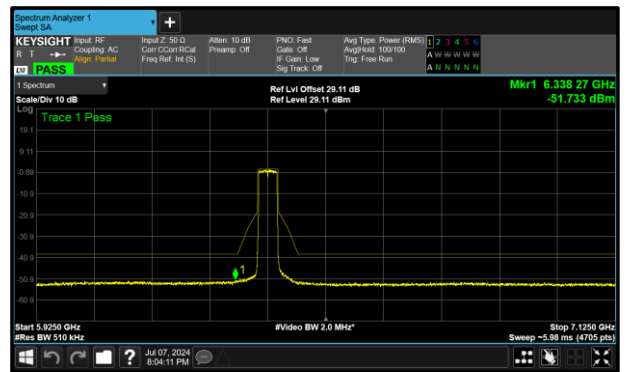 Spectrum Analyzer 1
Swept SA
+
KEYSIGHT Input: RF Input Z: 50 Ω Atten: 10 dB PNO: Fast Avg Type: Power (RMS) 1 2 3 4 5 6
R T Coupling: AC Corr CCorr RCal Preamp: Off Gate: Off Avg|Hold: 100/100 A W W W W W
Align: Partial Freq Ref: Int (S) IF Gain: Low Trig: Free Run
LXI PASS Sig Track: Off A N N N N N
1 Spectrum Ref Lvl Offset 29.11 dB Mkr1 6.338 27 GHz
Scale/Div 10 dB Ref Level 29.11 dBm -51.733 dBm
Log
Trace 1 Pass
19.1
9.11
-0.89
-10.9
-20.9
-30.9
-40.9
1
-50.9
-60.9
Start 5.9250 GHz #Video BW 2.0 MHz* Stop 7.1250 GHz
#Res BW 510 kHz Sweep ~5.98 ms (4705 pts)
? Jul 07, 2024
8:04:11 PM